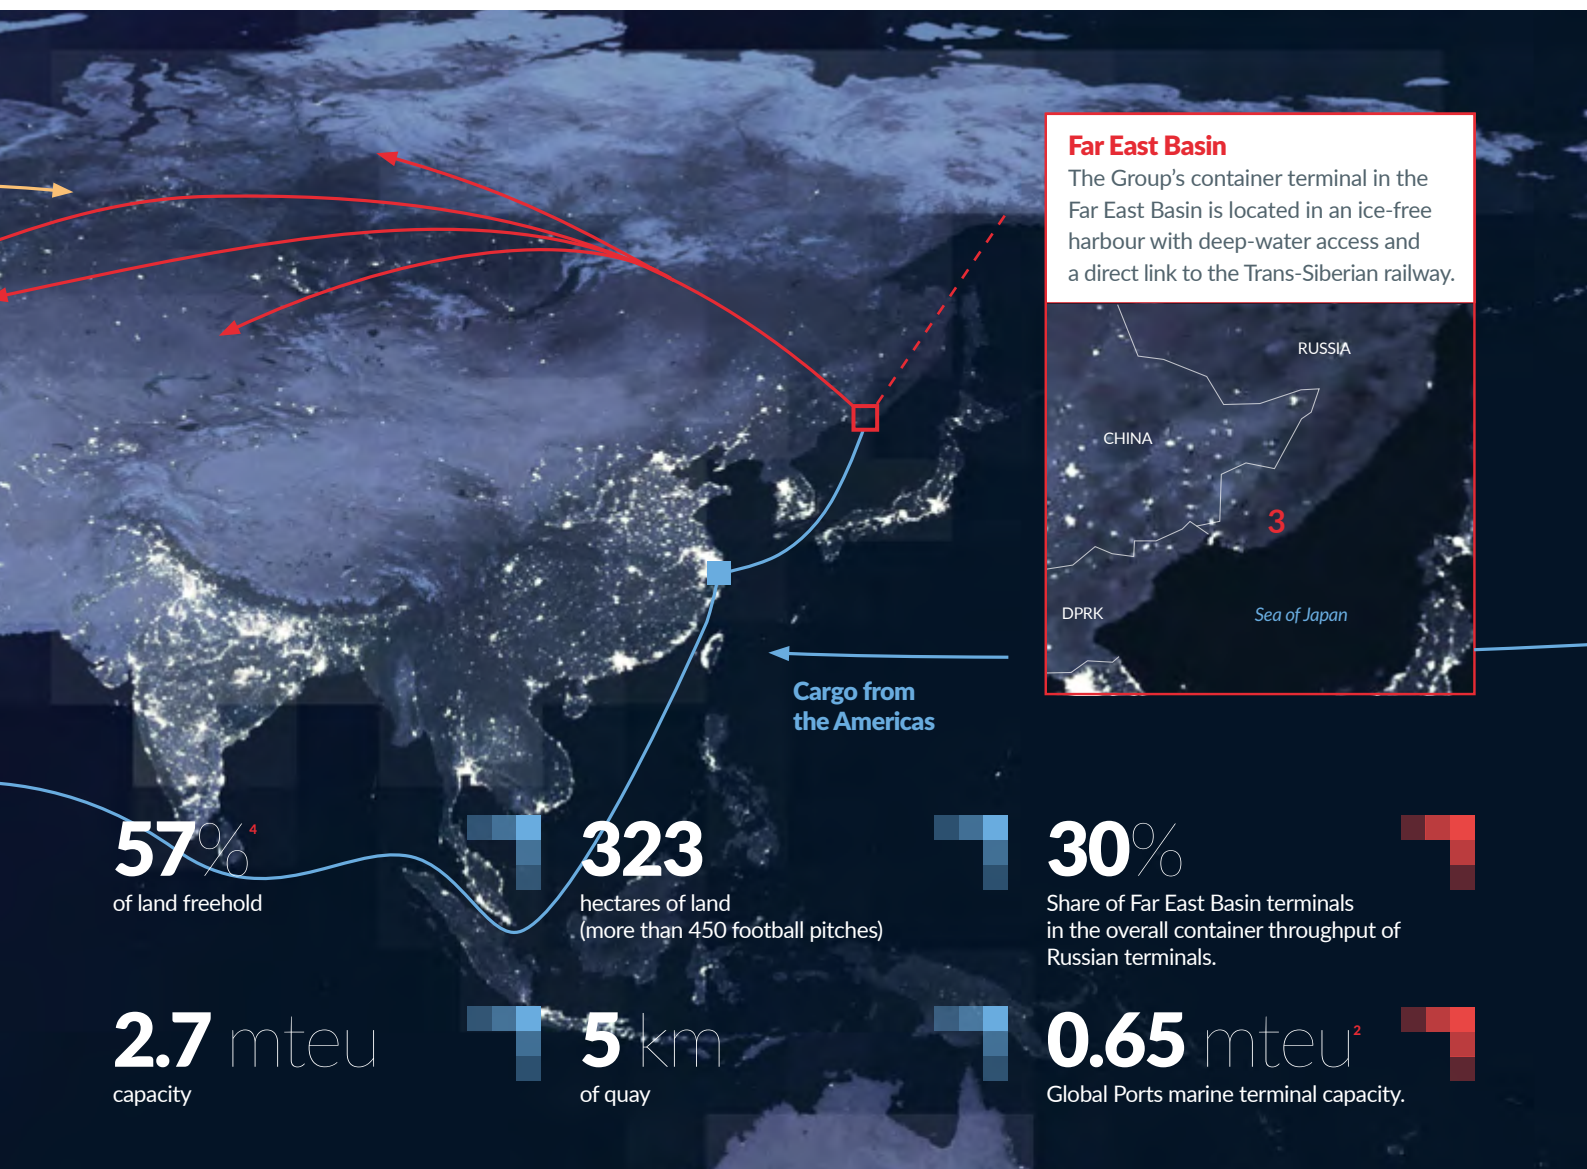 Far East Basin
The Group's container terminal in the
Far East Basin is located in an ice-free
harbour with deep-water access and
a direct link to the Trans-Siberian railway.
RUSSIA
CHINA
3
DPRK
Sea of Japan
Cargo from
the Americas
57%4
of land freehold
323
hectares of land
(more than 450 football pitches)
30%
Share of Far East Basin terminals
in the overall container throughput of
Russian terminals.
2.7 mteu
capacity
5 km
of quay
0.65 mteu2
Global Ports marine terminal capacity.